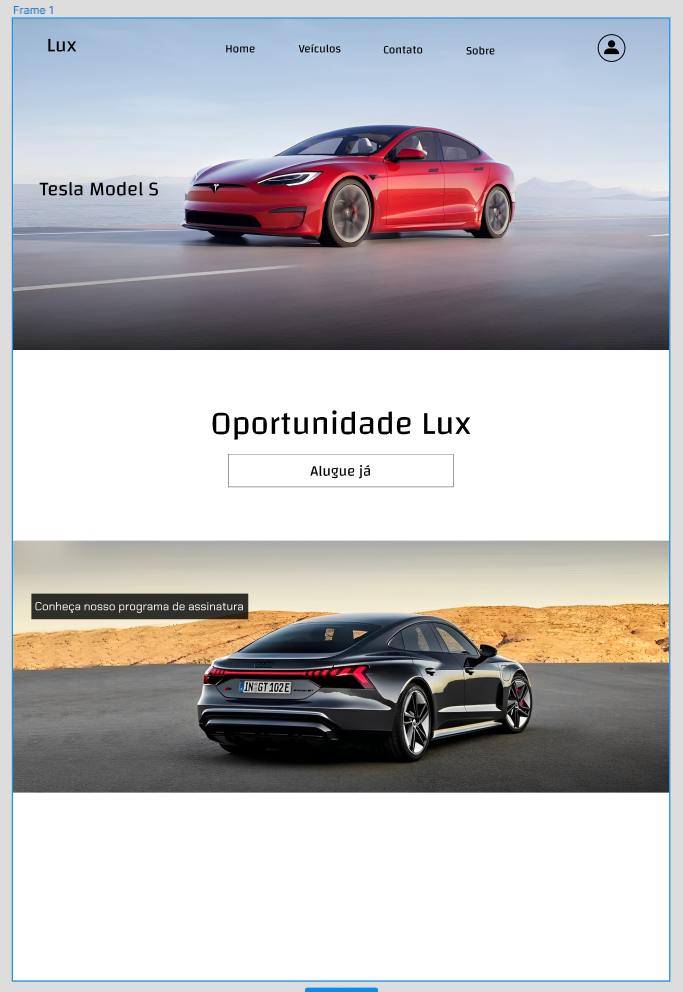 Frame 1
Lux
Home
Veículos
Contato
Sobre
Tesla Model S
Oportunidade Lux
Alugue já
Conheça nosso programa de assinatura
IN GT 102E